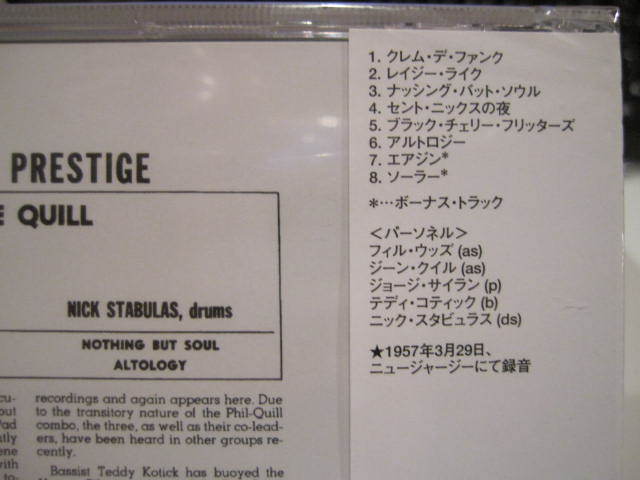 PRESTIGE
E QUILL
NICK STABULAS, drums
NOTHING BUT SOUL
ALTOLOGY
recordings and again appears here. Due
to the transitory nature of the Phil-Quill
combo, the three, as well as their co-lead-
ers, have been heard in other groups re-
cently.
Bassist Teddy Kotick has buoyed the
1. クレム・デ・ファンク
2. レイジー・ライク
3. ナッシング・バット・ソウル
4. セント・ニックスの夜
5. ブラック・チェリー・フリッターズ
6. アルトロジー
7. エアジン*
8. ソーラー*
*…ボーナス・トラック
＜パーソネル＞
フィル・ウッズ (as)
ジーン・クイル (as)
ジョージ・サイラン (p)
テディ・コティック (b)
ニック・スタビュラス (ds)
★1957年3月29日、
ニュージャージーにて録音